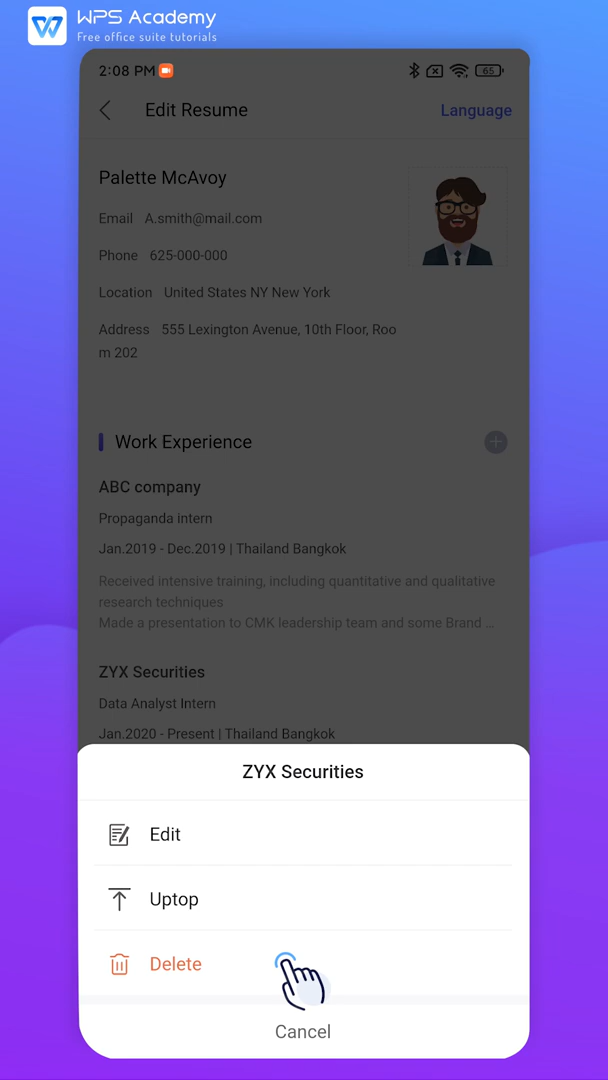 WPS Academy
Free office suite tutorials
2:08 PM
65
Edit Resume
Language
Palette McAvoy
Email A.smith@mail.com
Phone 625-000-000
Location United States NY New York
Address 555 Lexington Avenue, 10th Floor, Roo
m 202
Work Experience
ABC company
Propaganda intern
Jan.2019 - Dec.2019 | Thailand Bangkok
Received intensive training, including quantitative and qualitative
research techniques
Made a presentation to CMK leadership team and some Brand ...
ZYX Securities
Data Analyst Intern
Jan.2020 - Present | Thailand Bangkok
ZYX Securities
Edit
Uptop
Delete
Cancel